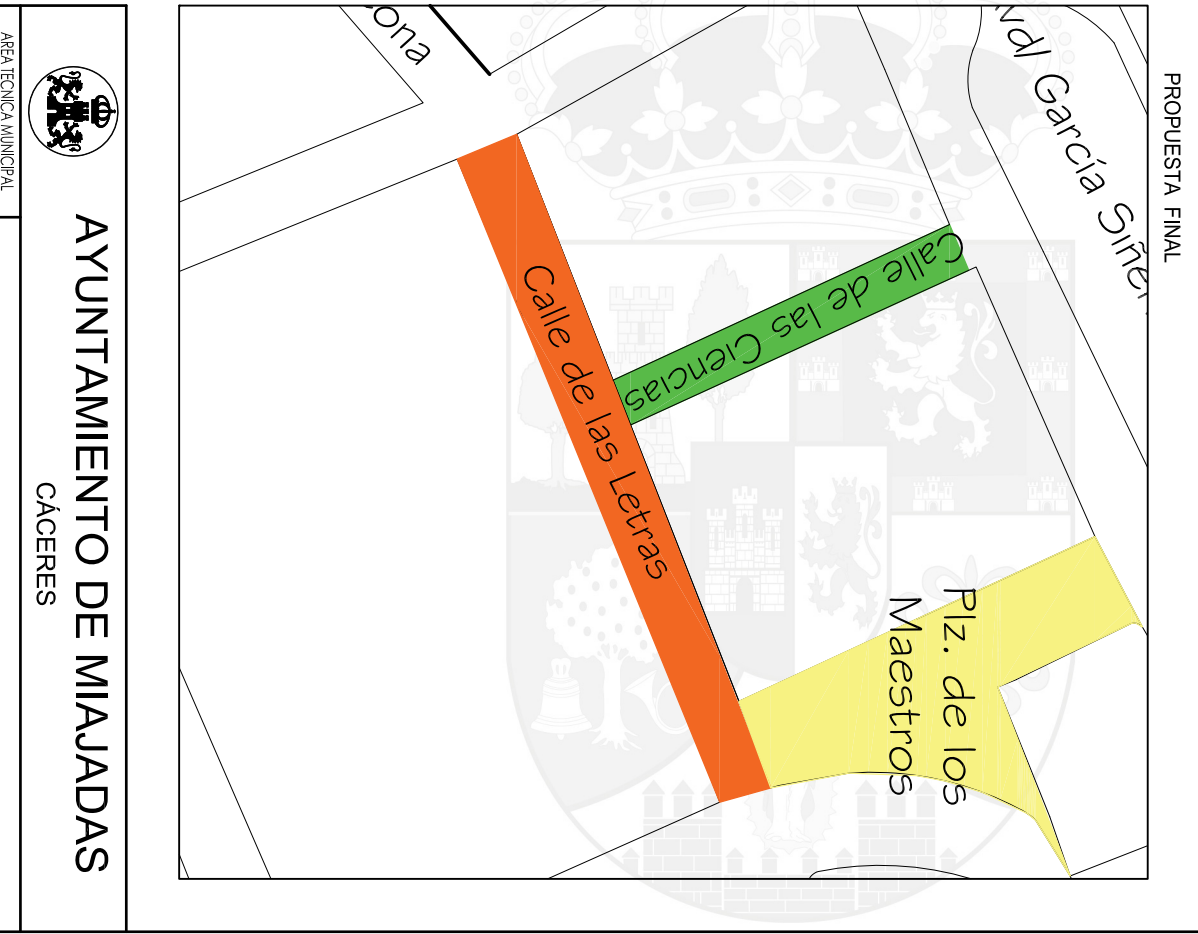 PROPUESTA FINAL
Calle de las Letras
Calle de las Ciencias
Plz. de los
Maestros
AYUNTAMIENTO DE MIAJADAS
CÁCERES
AREA TECNICA MUNICIPAL
García